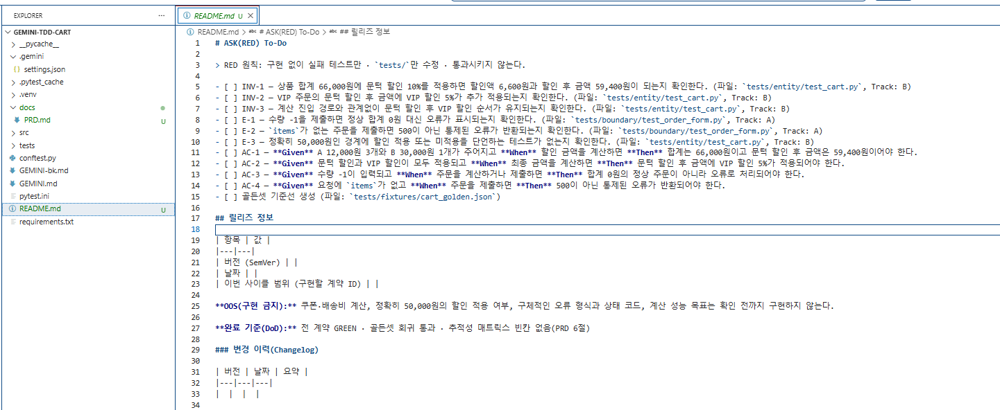 EXPLORER
···
README.md U
GEMINI-TDD-CART
__pycache__
.gemini
settings.json
.pytest_cache
.venv
docs
PRD.md U
src
tests
conftest.py
GEMINI-bk.md
GEMINI.md
pytest.ini
README.md U
requirements.txt
README.md > # ASK(RED) To-Do > ## 릴리즈 정보
1 # ASK(RED) To-Do
2
3 > RED 원칙: 구현 없이 실패 테스트만 · `tests/`만 수정 · 통과시키지 않는다.
4
5 - [ ] INV-1 — 상품 합계 66,000원에 문턱 할인 10%를 적용하면 할인액 6,600원과 할인 후 금액 59,400원이 되는지 확인한다. (파일: `tests/entity/test_cart.py`, Track: B)
6 - [ ] INV-2 — VIP 주문의 문턱 할인 후 금액에 VIP 할인 5%가 추가 적용되는지 확인한다. (파일: `tests/entity/test_cart.py`, Track: B)
7 - [ ] INV-3 — 계산 진입 경로와 관계없이 문턱 할인 후 VIP 할인 순서가 유지되는지 확인한다. (파일: `tests/entity/test_cart.py`, Track: B)
8 - [ ] E-1 — 수량 -1을 제출하면 정상 합계 0원 대신 오류가 표시되는지 확인한다. (파일: `tests/boundary/test_order_form.py`, Track: A)
9 - [ ] E-2 — `items`가 없는 주문을 제출하면 500이 아닌 통제된 오류가 반환되는지 확인한다. (파일: `tests/boundary/test_order_form.py`, Track: A)
10 - [ ] E-3 — 정확히 50,000원인 경계에 할인 적용 또는 미적용을 단언하는 테스트가 없는지 확인한다. (파일: `tests/entity/test_cart.py`, Track: B)
11 - [ ] AC-1 — **Given** A 12,000원 3개와 B 30,000원 1개가 주어지고 **When** 할인 금액을 계산하면 **Then** 합계는 66,000원이고 문턱 할인 후 금액은 59,400원이어야 한다.
12 - [ ] AC-2 — **Given** 문턱 할인과 VIP 할인이 모두 적용되고 **When** 최종 금액을 계산하면 **Then** 문턱 할인 후 금액에 VIP 할인 5%가 적용되어야 한다.
13 - [ ] AC-3 — **Given** 수량 -1이 입력되고 **When** 주문을 계산하거나 제출하면 **Then** 합계 0원의 정상 주문이 아니라 오류로 처리되어야 한다.
14 - [ ] AC-4 — **Given** 요청에 `items`가 없고 **When** 주문을 제출하면 **Then** 500이 아닌 통제된 오류가 반환되어야 한다.
15 - [ ] 골든셋 기준선 생성 (파일: `tests/fixtures/cart_golden.json`)
16
17 ## 릴리즈 정보
18
19 | 항목 | 값 |
20 |---|---|
21 | 버전 (SemVer) | |
22 | 날짜 | |
23 | 이번 사이클 범위 (구현할 계약 ID) | |
24
25 **OOS(구현 금지):** 쿠폰·배송비 계산, 정확히 50,000원의 할인 적용 여부, 구체적인 오류 형식과 상태 코드, 계산 성능 목표는 확인 전까지 구현하지 않는다.
26
27 **완료 기준(DoD):** 전 계약 GREEN · 골든셋 회귀 통과 · 추적성 매트릭스 빈칸 없음(PRD 6절)
28
29 ### 변경 이력(Changelog)
30
31 | 버전 | 날짜 | 요약 |
32 |---|---|---|
33 | | | |
34